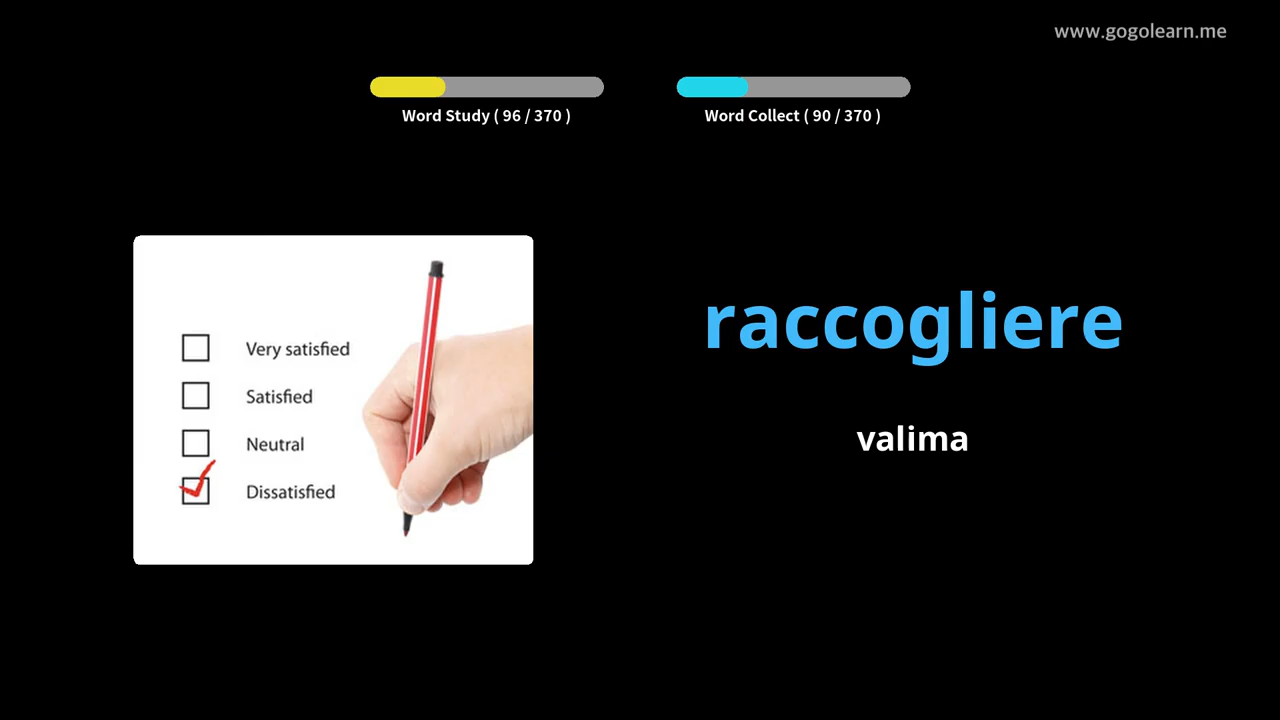 www.gogolearn.me
Word Study ( 96 / 370 )
Word Collect ( 90 / 370 )
Very satisfied
Satisfied
Neutral
Dissatisfied
raccogliere
valima